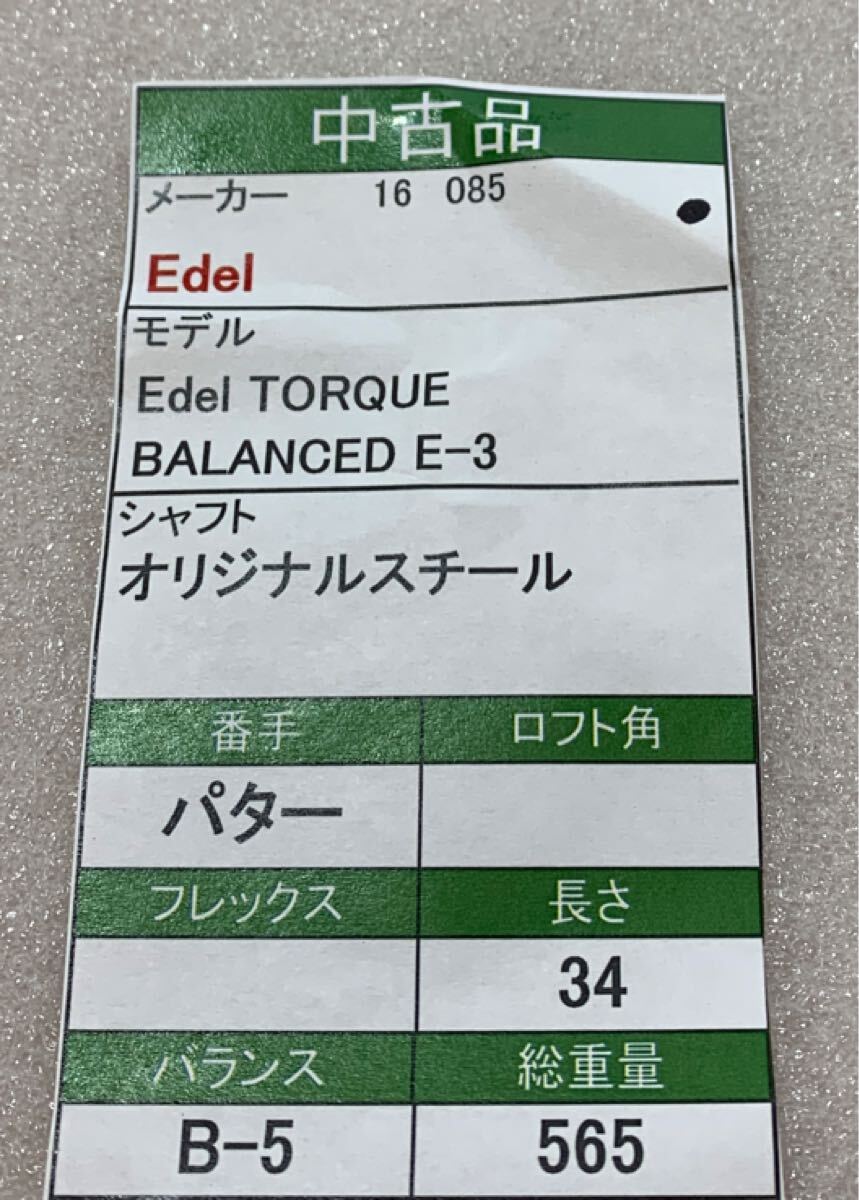 中古品
メーカー 16 085
Edel
モデル
Edel TORQUE
BALANCED E-3
シャフト
オリジナルスチール
番手 ロフト角
パター
フレックス 長さ
34
バランス 総重量
B-5 565